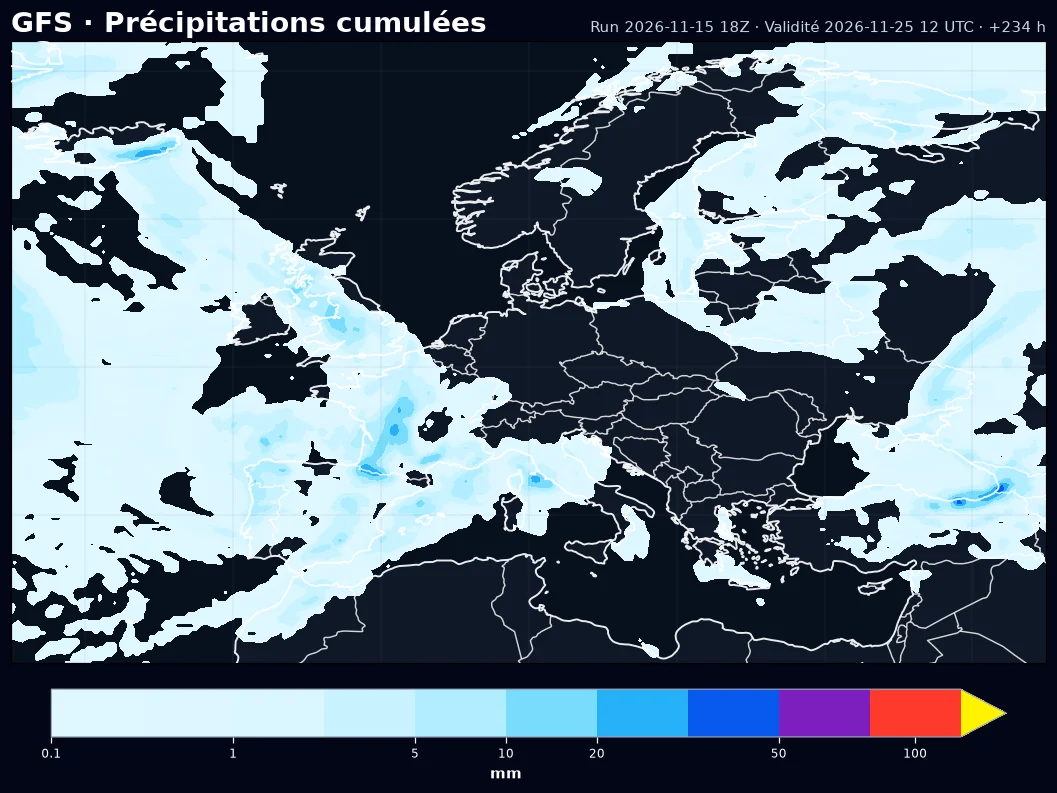 GFS · Précipitations cumulées
Run 2026-11-15 18Z · Validité 2026-11-25 12 UTC · +234 h
0.1 1 5 10 20 50 100
mm